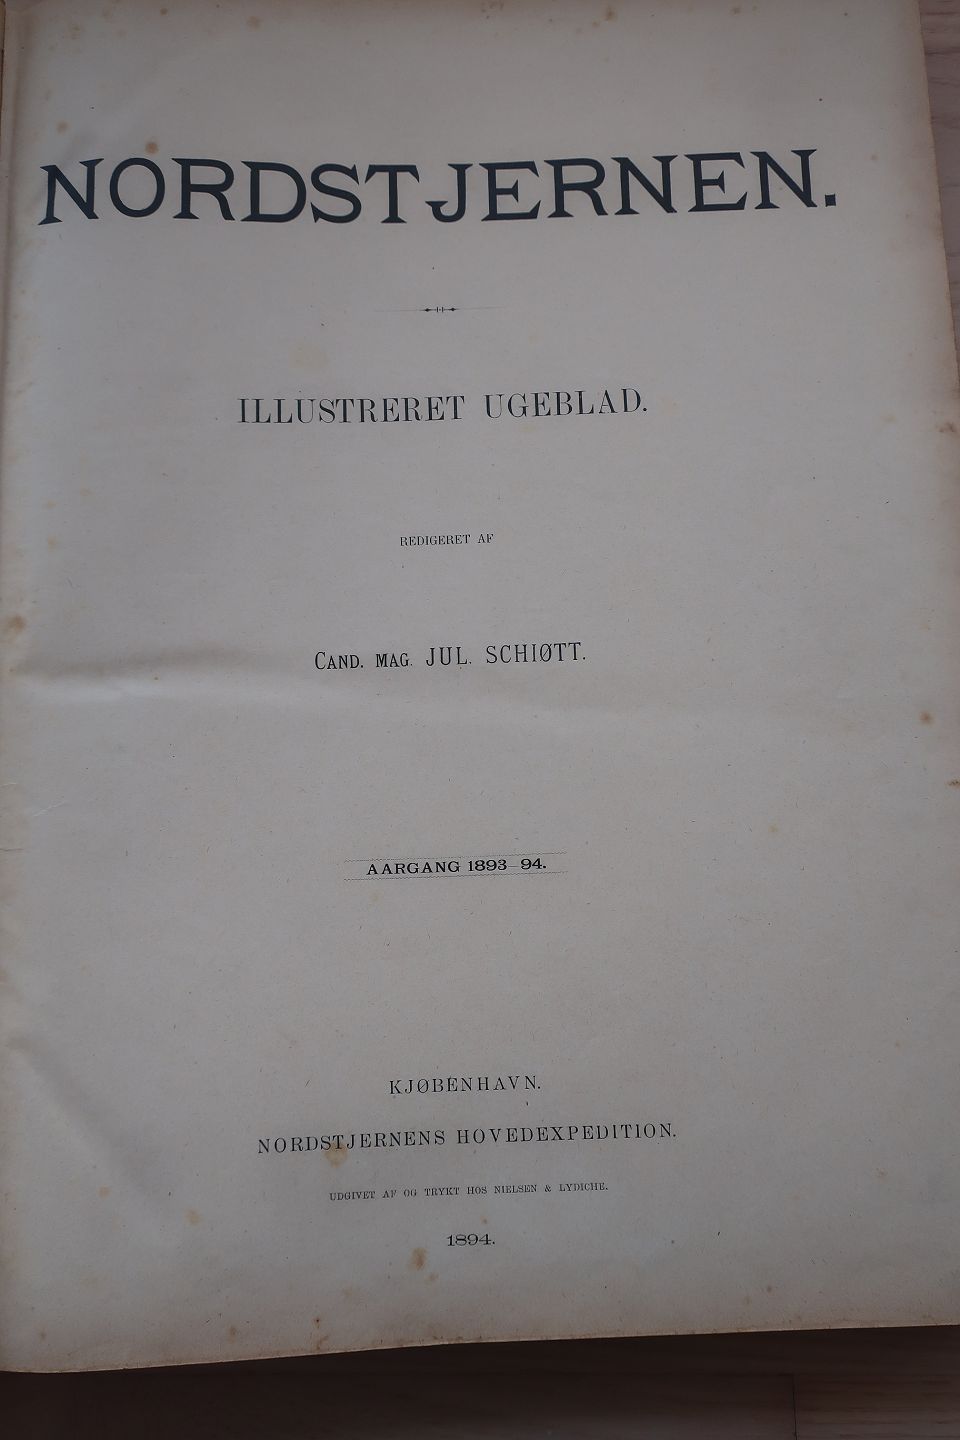 NORDSTJERNEN.
ILLUSTRERET UGEBLAD.
REDIGERET AF
CAND. MAG. JUL. SCHIØTT.
AARGANG 1893–94.
KJØBENHAVN.
NORDSTJERNENS HOVEDEXPEDITION.
UDGIVET AF OG TRYKT HOS NIELSEN & LYDICHE.
1894.